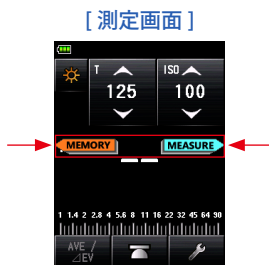 [ 測定画面 ]
T ISO
125 100
MEMORY MEASURE
1 1.4 2 2.8 4 5.6 8 11 16 22 32 45 64 90
AVE /
⊿EV